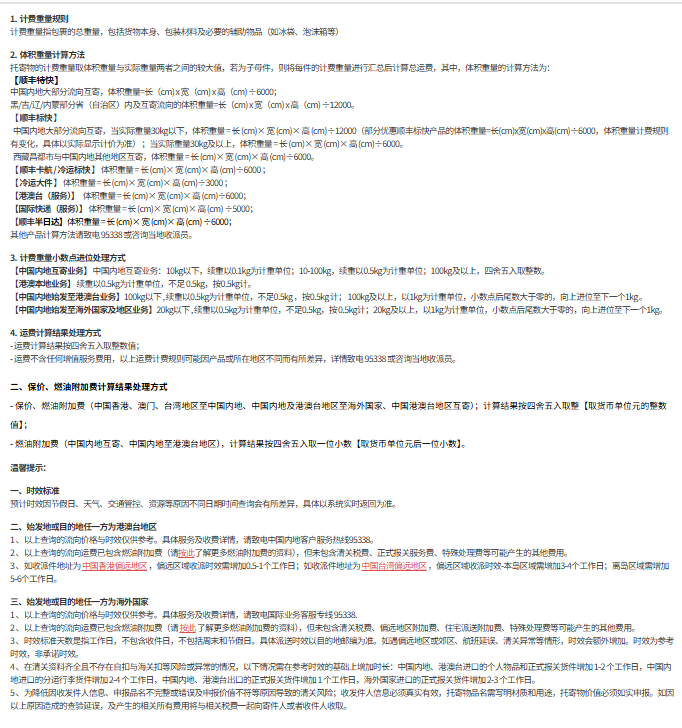 1. 计费重量规则
计费重量指包裹的总重量，包括货物本身、包装材料及必要的辅助物品（如冰袋、泡沫箱等）
2. 体积重量计算方法
托寄物的计费重量取体积重量与实际重量两者之间的较大值，若为子母件，则将每件的计费重量进行汇总后计算总运费，其中，体积重量的计算方法为：
【顺丰特快】
中国内地大部分流向互寄，体积重量=长（cm)x 宽（cm) x 高（cm) ÷6000；
黑/吉/辽/内蒙部分省（自治区）内及互寄流向的体积重量=长（cm) x 宽（cm) x 高（cm) ÷12000。
【 顺丰标快】
中国内地大部分流向互寄，当实际重量30kg以下，体积重量 = 长 (cm)× 宽 (cm)× 高 (cm)÷12000（部分优惠顺丰标快产品的体积重量=长(cm)x宽(cm)x高(cm) ÷6000，体积重量计费规则
有变化，具体以实际显示计价为准）；当实际重量30kg及以上，体积重量 = 长 (cm)× 宽 (cm)× 高 (cm)÷6000。
西藏昌都市与中国内地其他地区互寄，体积重量 = 长 (cm)× 宽 (cm)× 高 (cm)÷6000。
【 顺丰卡航 / 冷运标快】 体积重量 = 长 (cm)× 宽 (cm)× 高 (cm)÷6000；
【 冷运大件】 体积重量 = 长 (cm)× 宽 (cm)× 高 (cm)÷3000；
【港澳台（服务）】 体积重量 = 长 (cm)× 宽 (cm)× 高 (cm)÷6000；
【国际快递（服务）】 体积重量 = 长 (cm)× 宽 (cm)× 高 (cm) ÷5000；
【顺丰半日达】体积重量 = 长 (cm)× 宽 (cm)× 高 (cm) ÷6000；
其他产品计算方法请致电 95338 或咨询当地收派员。
3. 计费重量小数点进位处理方式
【中国内地互寄业务】 中国内地互寄业务：10kg以下，续重以0.1kg为计重单位；10-100kg，续重以0.5kg为计重单位；100kg及以上，四舍五入取整数。
【港澳本地业务】 续重以0.5kg为计重单位，不足 0.5kg，按0.5kg计。
【中国内地始发至港澳台业务】100kg以下 ,续重以0.5kg为计重单位，不足0.5kg，按0.5kg计； 100kg及以上，以1kg为计重单位，小数点后尾数大于零的，向上进位至下一个1kg 。
【中国内地始发至海外国家及地区业务】20kg以下 ,续重以0.5kg为计重单位，不足0.5kg，按0.5kg计；20kg及以上，以1kg为计重单位，小数点后尾数大于零的，向上进位至下一个1kg。
4. 运费计算结果处理方式
- 运费计算结果按四舍五入取整数值；
- 运费不含任何增值服务费用，以上运费计费规则可能因产品或所在地区不同而有所差异，详情致电 95338 或咨询当地收派员。
二、保价、燃油附加费计算结果处理方式
- 保价、燃油附加费（中国香港、澳门、台湾地区至中国内地、中国内地及港澳台地区至海外国家、中国港澳台地区互寄）；计算结果按四舍五入取整【取货币单位元的整数
值】；
- 燃油附加费（中国内地互寄、中国内地至港澳台地区），计算结果按四舍五入取一位小数【取货币单位元后一位小数】。
温馨提示：
一、时效标准
预计时效因节假日、天气、交通管控、资源等原因不同日期时间查询会有所差异，具体以系统实时返回为准。
二、始发地或目的地任一方为港澳台地区
1、以上查询的流向价格与时效仅供参考。具体服务及收费详情，请致电中国内地客户服务热线95338。
2、以上查询的流向运费已包含燃油附加费（请按此了解更多燃油附加费的资料），但未包含清关税费、正式报关服务费、特殊处理费等可能产生的其他费用。
3、如收派件地址为 中国香港偏远地区 ，偏远区域收派时效需增加0.5-1个工作日；如收派件地址为 中国台湾偏远地区 ，偏远区域收派时效-本岛区域需增加3-4个工作日；离岛区域需增加
5-6个工作日。
三、始发地或目的地任一方为海外国家
1、以上查询的流向价格与时效仅供参考。具体服务及收费详情，请致电国际业务客服专线 95338.
2、以上查询的流向运费已包含燃油附加费（请 按此 了解更多燃油附加费的资料），但未包含清关税费、偏远地区附加费、住宅派送附加费、特殊处理费等可能产生的其他费用。
3、时效标准天数是指工作日，不包含收件日，不包括周末和节假日。具体派送时效以目的地邮编为准。如遇偏远地区或郊区、航班延误、清关异常等情形，时效会额外增加。时效为参考
时效，非承诺时效。
4、在清关资料齐全且不存在自扣与海关扣等风险或异常的情况，以下情况需在参考时效的基础上增加时长：中国内地、港澳台进口的个人物品和正式报关货件增加 1-2 个工作日，中国内
地进口的分运行李货件增加 2-4 个工作日，中国内地、港澳台出口的正式报关货件增加 1 个工作日，海外国家进口的正式报关货件增加 2-3 个工作日。
5、为降低因收发件人信息、申报品名不完整或错误及申报价值不符等原因导致的清关风险；收发件人信息必须真实有效，托寄物品名需写明材质和用途，托寄物价值必须如实申报。如因
以上原因造成的查验延误，及产生的相关所有费用将与相关税费一起向寄件人或者收件人收取。